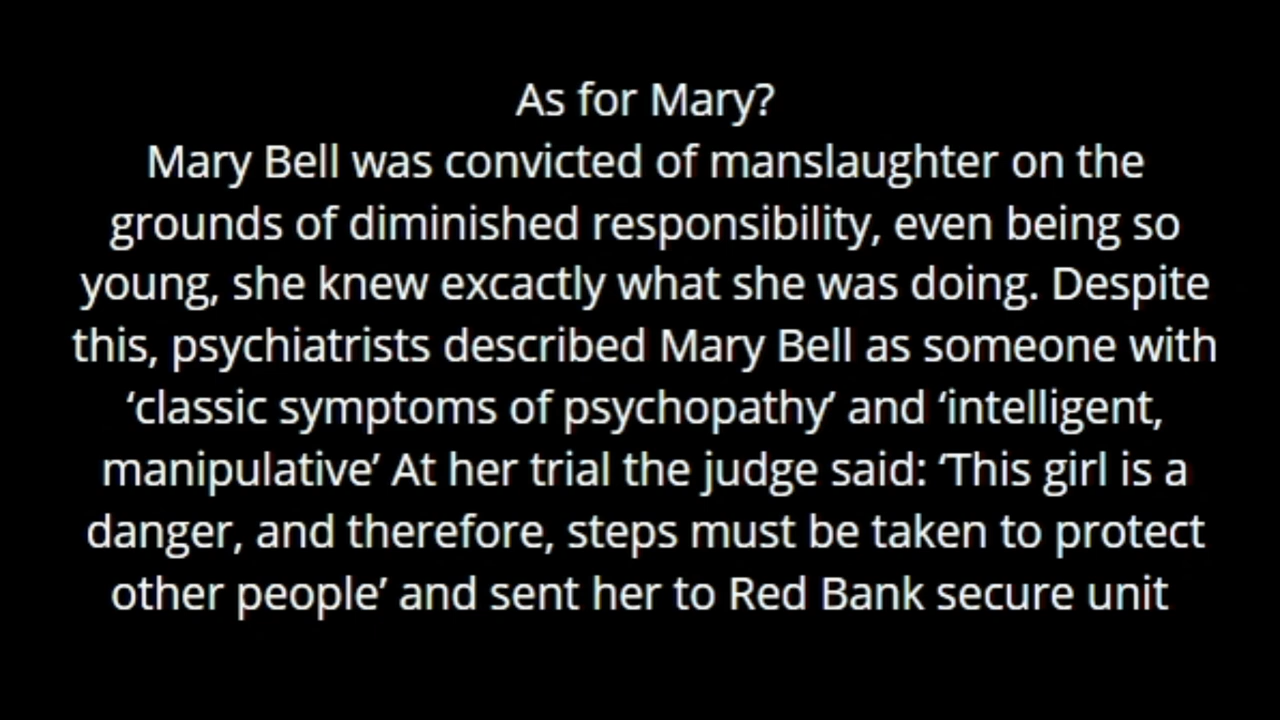 As for Mary?
Mary Bell was convicted of manslaughter on the
grounds of diminished responsibility, even being so
young, she knew excactly what she was doing. Despite
this, psychiatrists described Mary Bell as someone with
‘classic symptoms of psychopathy’ and ‘intelligent,
manipulative’ At her trial the judge said: ‘This girl is a
danger, and therefore, steps must be taken to protect
other people’ and sent her to Red Bank secure unit